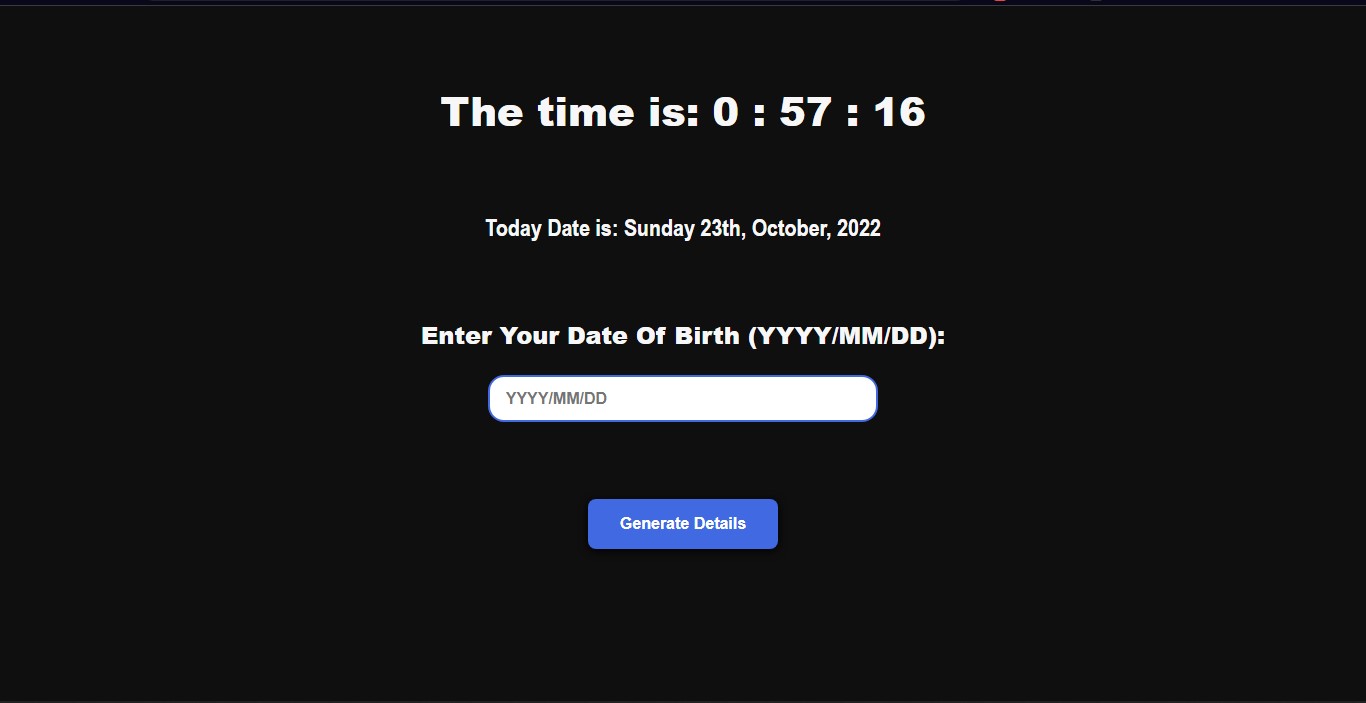 The time is: 0 : 57 : 16
Today Date is: Sunday 23th, October, 2022
Enter Your Date Of Birth (YYYY/MM/DD):
YYYY/MM/DD
Generate Details